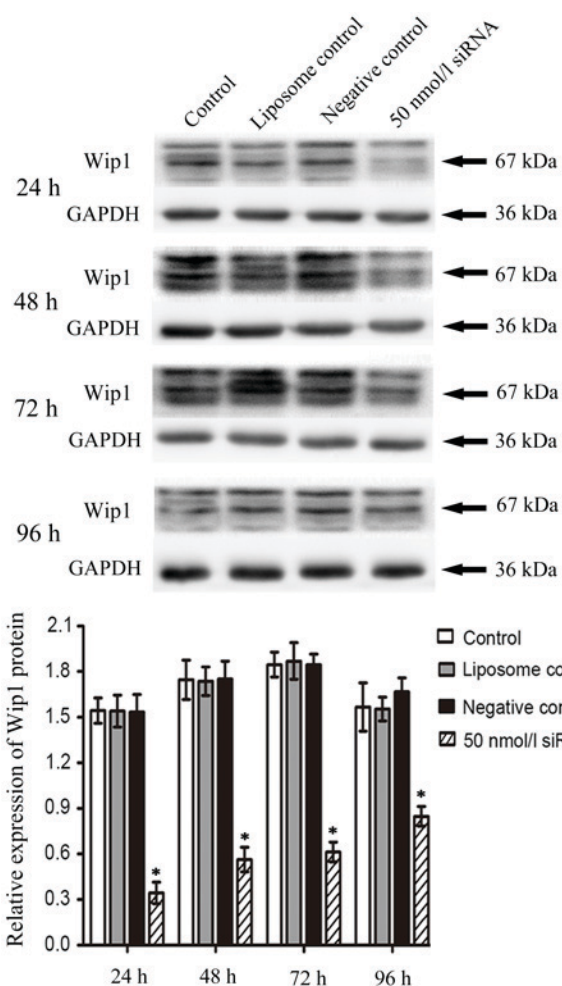 Control Liposome control Negative control 50 nmol/l siRNA
24 h
Wip1 67 kDa
GAPDH 36 kDa
48 h
Wip1 67 kDa
GAPDH 36 kDa
72 h
Wip1 67 kDa
GAPDH 36 kDa
96 h
Wip1 67 kDa
GAPDH 36 kDa
Relative expression of Wip1 protein
2.1
1.8
1.5
1.2
0.9
0.6
0.3
0.0
* * * *
24 h 48 h 72 h 96 h
Control
Liposome co
Negative con
50 nmol/l siR